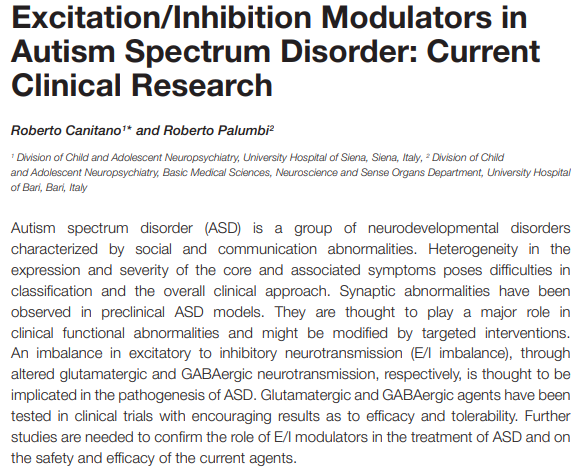 Excitation/Inhibition Modulators in
Autism Spectrum Disorder: Current
Clinical Research
Roberto Canitano¹* and Roberto Palumbi²
¹ Division of Child and Adolescent Neuropsychiatry, University Hospital of Siena, Siena, Italy, ² Division of Child
and Adolescent Neuropsychiatry, Basic Medical Sciences, Neuroscience and Sense Organs Department, University Hospital
of Bari, Bari, Italy
Autism spectrum disorder (ASD) is a group of neurodevelopmental disorders
characterized by social and communication abnormalities. Heterogeneity in the
expression and severity of the core and associated symptoms poses difficulties in
classification and the overall clinical approach. Synaptic abnormalities have been
observed in preclinical ASD models. They are thought to play a major role in
clinical functional abnormalities and might be modified by targeted interventions.
An imbalance in excitatory to inhibitory neurotransmission (E/I imbalance), through
altered glutamatergic and GABAergic neurotransmission, respectively, is thought to be
implicated in the pathogenesis of ASD. Glutamatergic and GABAergic agents have been
tested in clinical trials with encouraging results as to efficacy and tolerability. Further
studies are needed to confirm the role of E/I modulators in the treatment of ASD and on
the safety and efficacy of the current agents.